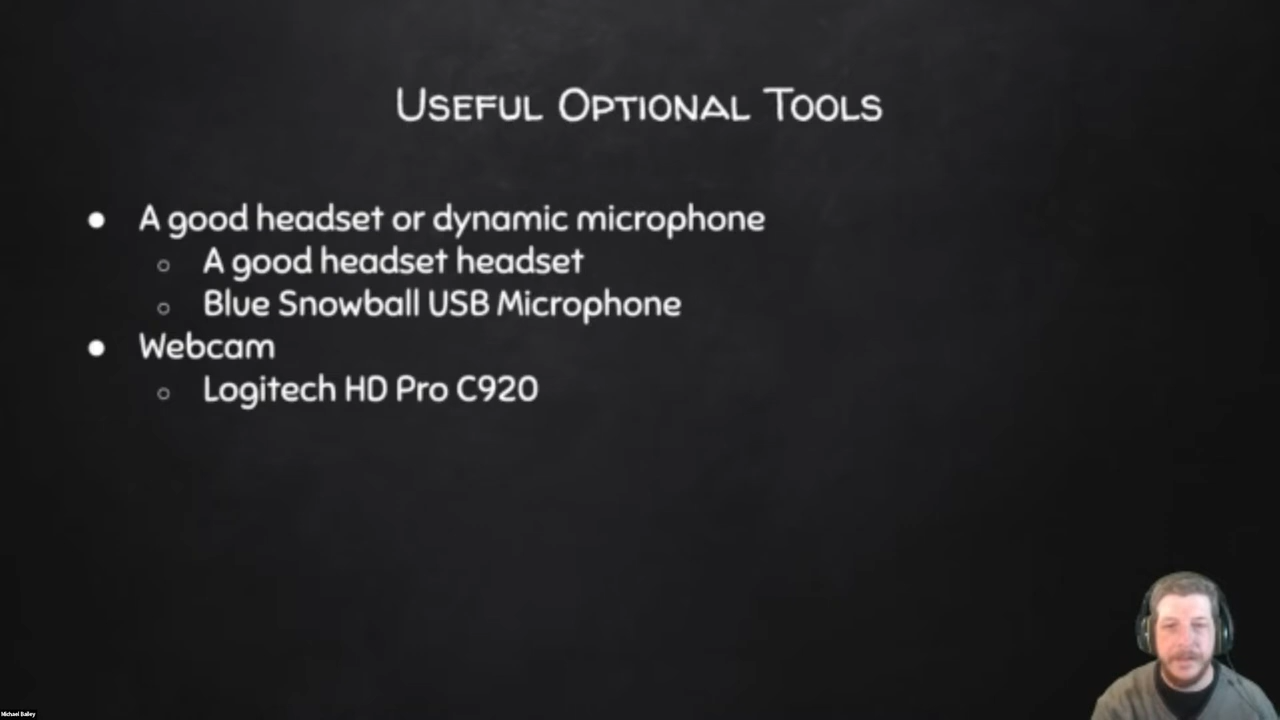 Useful Optional Tools
A good headset or dynamic microphone
A good headset headset
Blue Snowball USB Microphone
Webcam
Logitech HD Pro C920
Michael Bailey